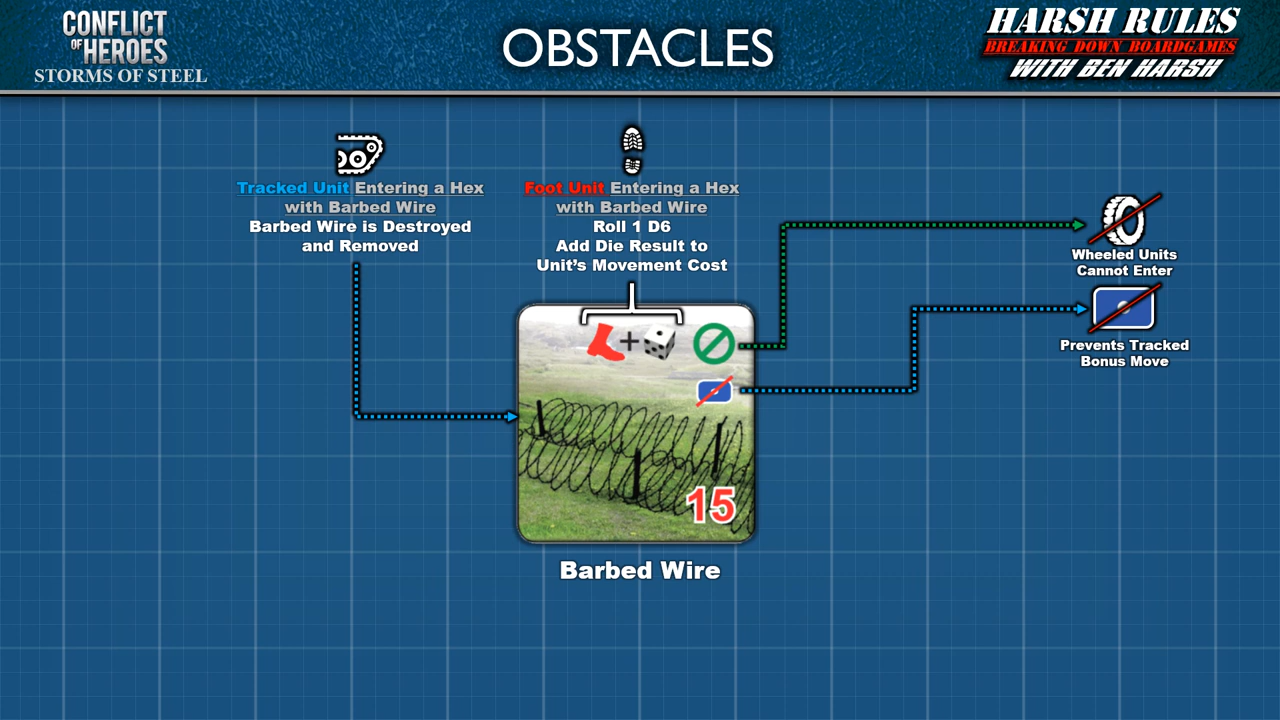 CONFLICT
OF HEROES
STORMS OF STEEL
OBSTACLES
HARSH RULES
BREAKING DOWN BOARDGAMES
WITH BEN HARSH
Tracked Unit Entering a Hex
with Barbed Wire
Barbed Wire is Destroyed
and Removed
Foot Unit Entering a Hex
with Barbed Wire
Roll 1 D6
Add Die Result to
Unit's Movement Cost
Wheeled Units
Cannot Enter
Prevents Tracked
Bonus Move
+
15
Barbed Wire